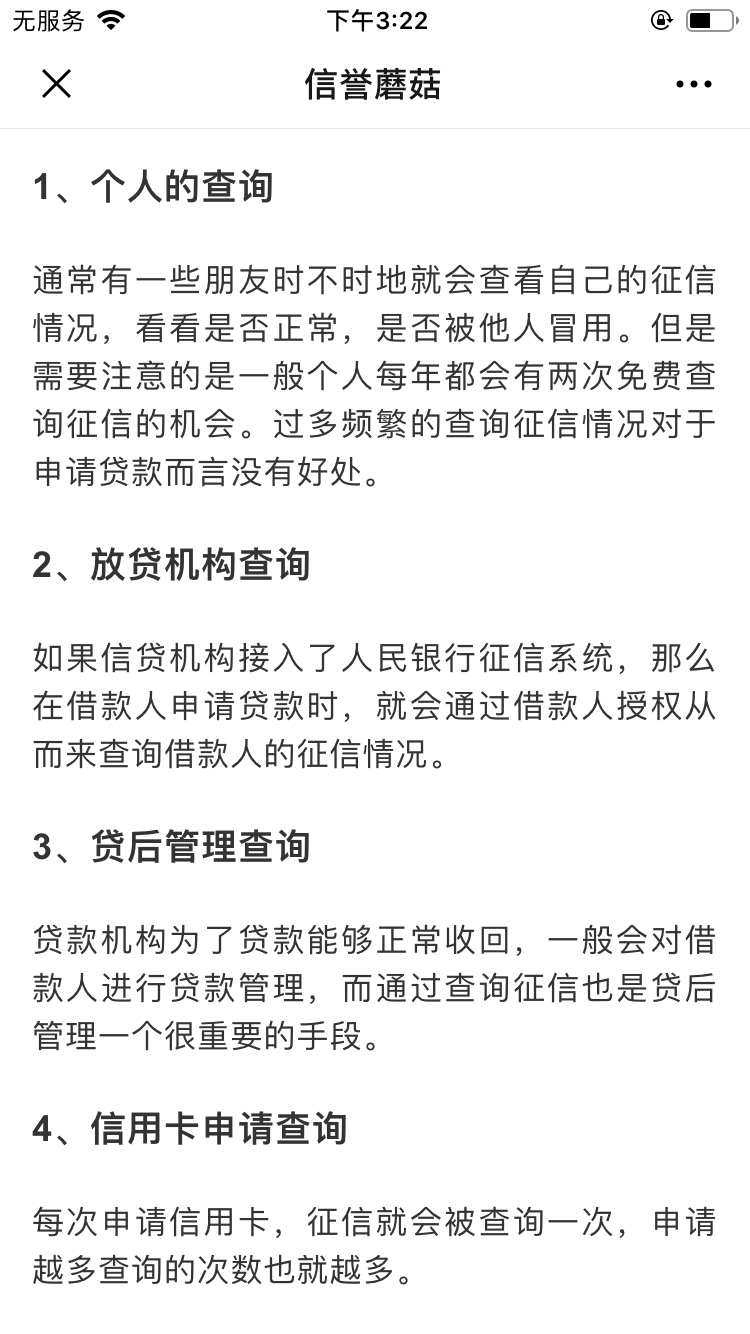 无服务
下午3:22
信誉蘑菇
1、个人的查询
通常有一些朋友时不时地就会查看自己的征信
情况，看看是否正常，是否被他人冒用。但是
需要注意的是一般个人每年都会有两次免费查
询征信的机会。过多频繁的查询征信情况对于
申请贷款而言没有好处。
2、放贷机构查询
如果信贷机构接入了人民银行征信系统，那么
在借款人申请贷款时，就会通过借款人授权从
而来查询借款人的征信情况。
3、贷后管理查询
贷款机构为了贷款能够正常收回，一般会对借
款人进行贷款管理，而通过查询征信也是贷后
管理一个很重要的手段。
4、信用卡申请查询
每次申请信用卡，征信就会被查询一次，申请
越多查询的次数也就越多。